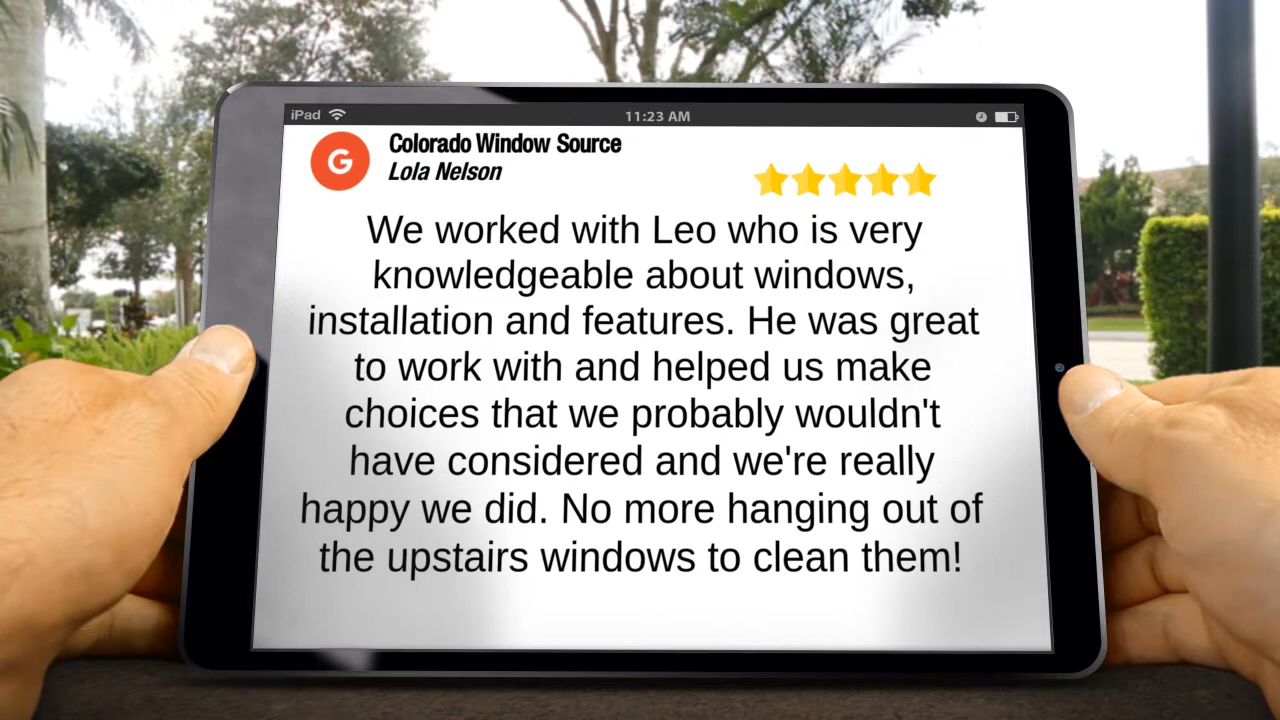 iPad 11:23 AM
G
Colorado Window Source
Lola Nelson
We worked with Leo who is very
knowledgeable about windows,
installation and features. He was great
to work with and helped us make
choices that we probably wouldn't
have considered and we're really
happy we did. No more hanging out of
the upstairs windows to clean them!